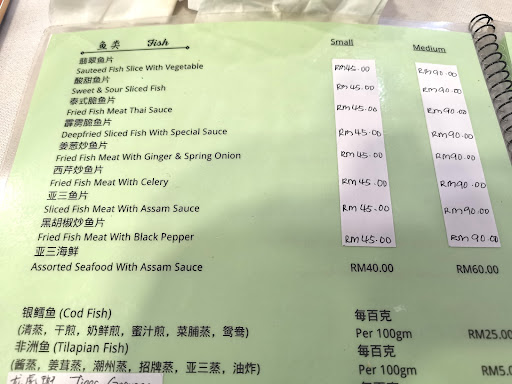 鱼类 Fish Small Medium
翡翠鱼片
Sauteed Fish Slice With Vegetable RM45.00 RM90.00
酸甜鱼片
Sweet & Sour Sliced Fish RM45.00 RM90.00
泰式脆鱼片
Fried Fish Meat Thai Sauce RM45.00 RM90.00
霹雳脆鱼片
Deepfried Sliced Fish With Special Sauce RM45.00 RM90.00
姜葱炒鱼片
Fried Fish Meat With Ginger & Spring Onion RM45.00 RM90.00
西芹炒鱼片
Fried Fish Meat With Celery RM45.00 RM90.00
亚三鱼片
Sliced Fish Meat With Assam Sauce RM45.00 RM90.00
黑胡椒炒鱼片
Fried Fish Meat With Black Pepper RM45.00 RM90.00
亚三海鲜
Assorted Seafood With Assam Sauce RM40.00 RM60.00
银鳕鱼 (Cod Fish) 每百克
(清蒸，干煎，奶鲜煎，蜜汁煎，菜脯蒸，鸳鸯) Per 100gm RM25.00
非洲鱼 (Tilapian Fish) 每百克
(酱蒸，姜茸蒸，潮州蒸，招牌蒸，亚三蒸，油炸) Per 100gm RM5.0